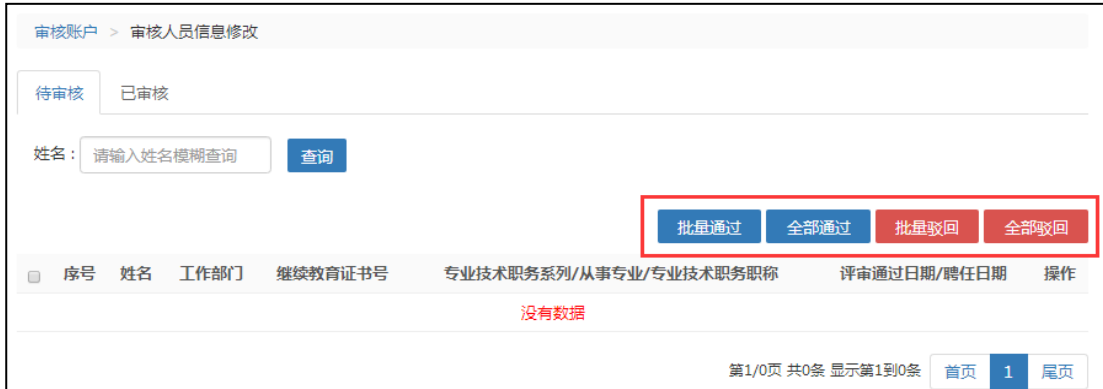 审核账户 > 审核人员信息修改
待审核 已审核
姓名： 请输入姓名模糊查询 查询
批量通过 全部通过 批量驳回 全部驳回
序号 姓名 工作部门 继续教育证书号 专业技术职务系列/从事专业/专业技术职务职称 评审通过日期/聘任日期 操作
没有数据
第1/0页 共0条 显示第1到0条 首页 1 尾页